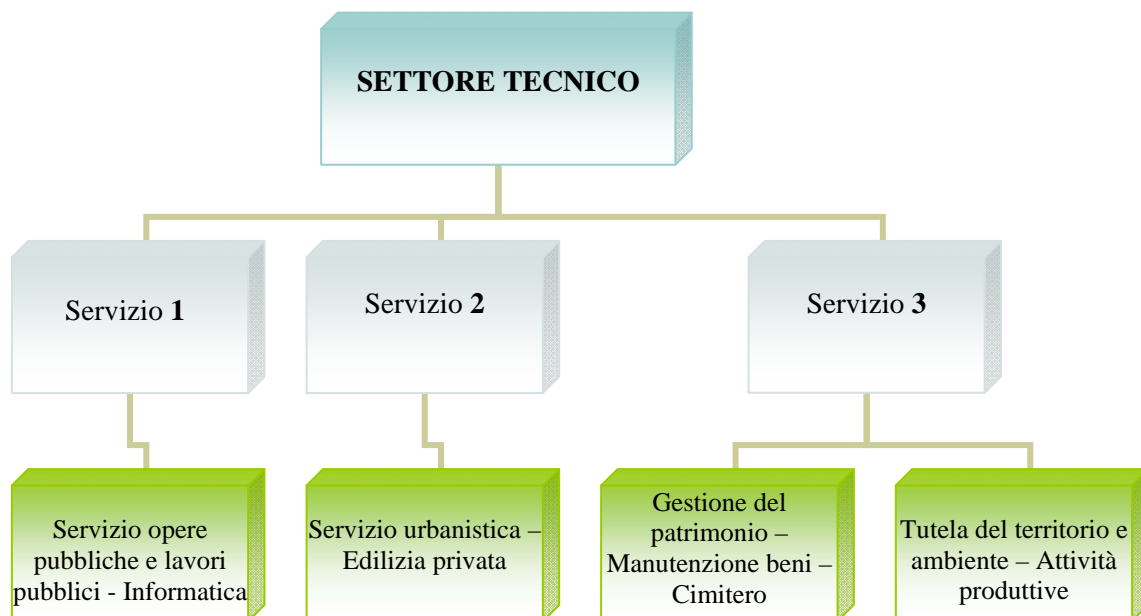 SETTORE TECNICO
Servizio 1
Servizio 2
Servizio 3
Servizio opere
pubbliche e lavori
pubblici - Informatica
Servizio urbanistica –
Edilizia privata
Gestione del
patrimonio –
Manutenzione beni –
Cimitero
Tutela del territorio e
ambiente – Attività
produttive